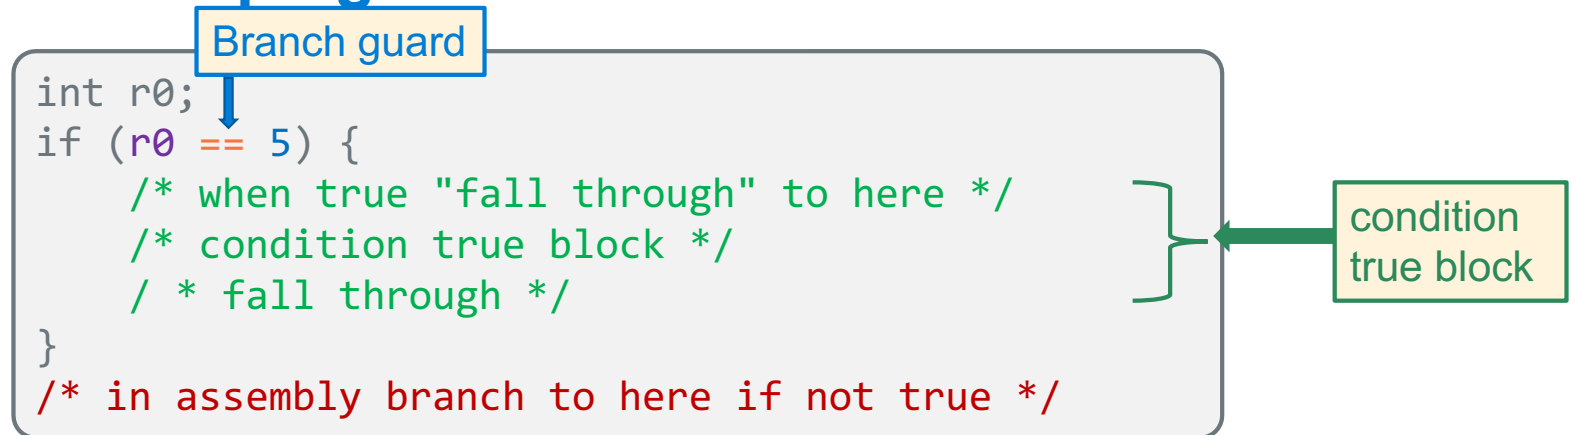 Branch guard
int r0;
if (r0 == 5) {
/* when true "fall through" to here */
/* condition true block */
/ * fall through */
}
/* in assembly branch to here if not true */
condition
true block